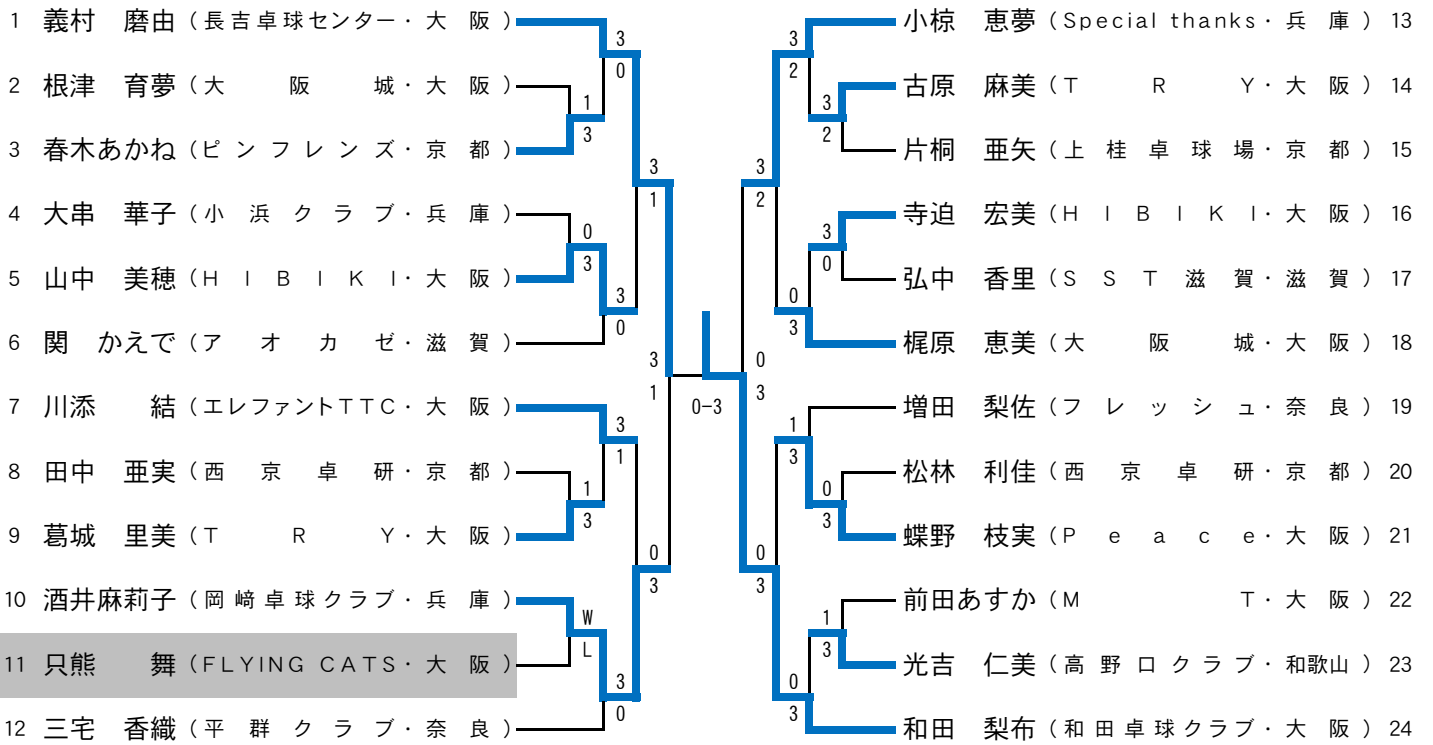 1 義村 磨由（長吉卓球センター・大阪）
2 根津 育夢（大阪城・大阪）
3 春木あかね（ピンフレンズ・京都）
4 大串 華子（小浜クラブ・兵庫）
5 山中 美穂（HIBIKI・大阪）
6 関 かえで（アオカゼ・滋賀）
7 川添 結（エレファントTTC・大阪）
8 田中 亜実（西京卓研・京都）
9 葛城 里美（TRY・大阪）
10 酒井麻莉子（岡﨑卓球クラブ・兵庫）
11 只熊 舞（FLYING CATS・大阪）
12 三宅 香織（平群クラブ・奈良）
3
0
1
3
3
1
0
3
3
0
3
1
3
1
1
3
0
3
W
L
3
0
0-3
3
2
3
2
3
2
3
0
0
3
0
3
1
3
0
3
0
3
1
3
0
3
小椋 恵夢（Special thanks・兵庫）13
古原 麻美（TRY・大阪）14
片桐 亜矢（上桂卓球場・京都）15
寺迫 宏美（HIBIKI・大阪）16
弘中 香里（SST滋賀・滋賀）17
梶原 恵美（大阪城・大阪）18
増田 梨佐（フレッシュ・奈良）19
松林 利佳（西京卓研・京都）20
蝶野 枝実（Peace・大阪）21
前田あすか（MT・大阪）22
光吉 仁美（高野口クラブ・和歌山）23
和田 梨布（和田卓球クラブ・大阪）24